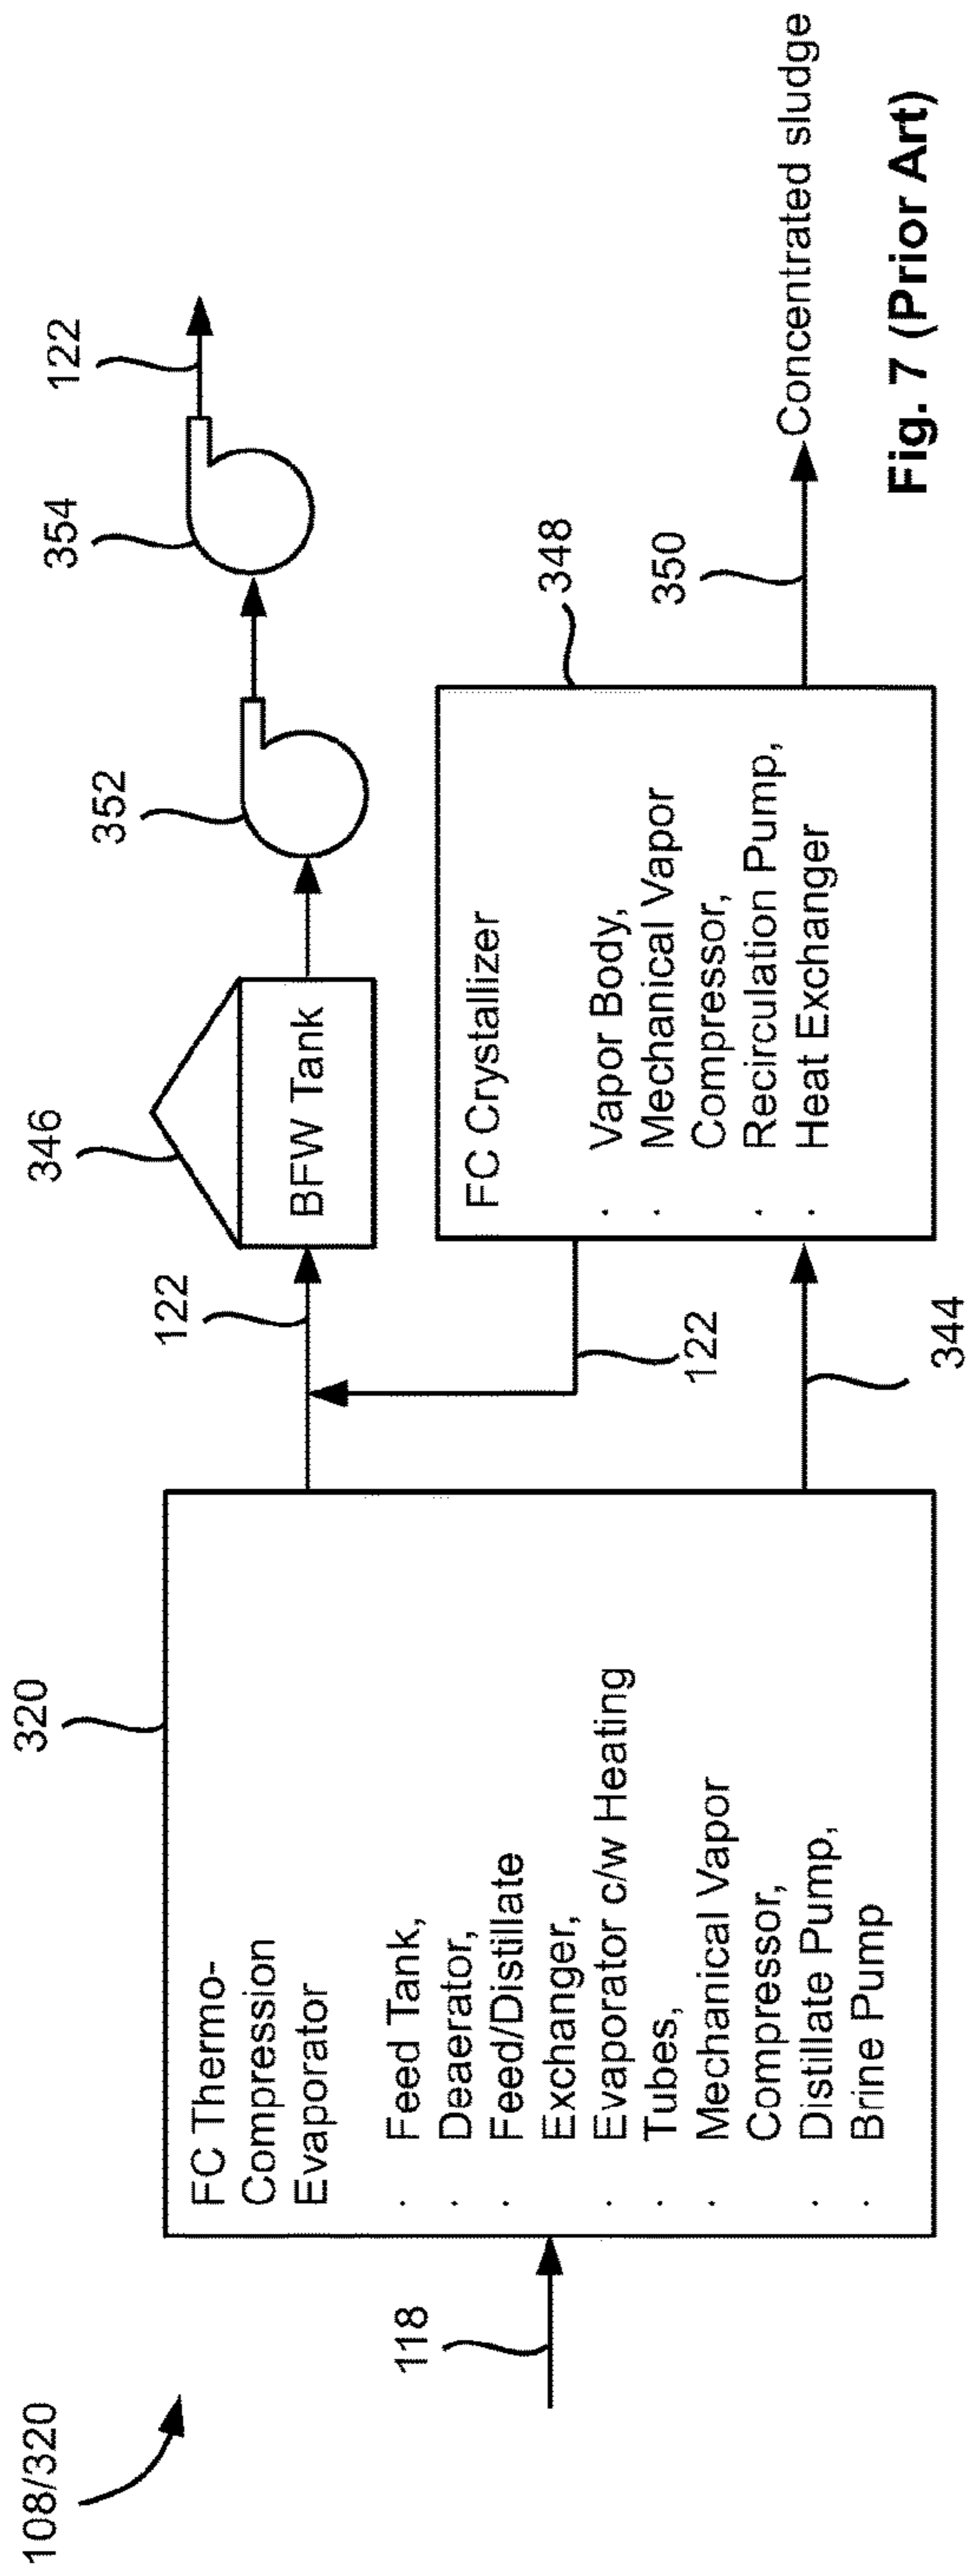 108/320
118
320
FC Thermo-
Compression
Evaporator
. Feed Tank,
. Deaerator,
. Feed/Distillate
Exchanger,
. Evaporator c/w Heating
. Tubes,
. Mechanical Vapor
Compressor,
. Distillate Pump,
. Brine Pump
122
122
344
346
BFW Tank
FC Crystallizer
. Vapor Body,
. Mechanical Vapor
Compressor,
. Recirculation Pump,
. Heat Exchanger
352
354
122
348
350
Concentrated sludge
Fig. 7 (Prior Art)